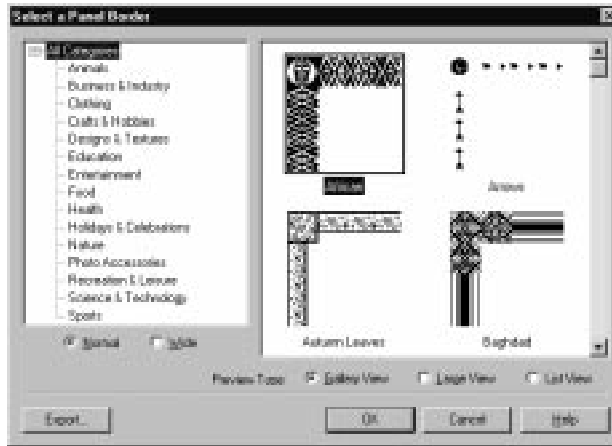 Select a Panel Border
All Categories
Animals
Business & Industry
Clothing
Crafts & Hobbies
Designs & Textures
Education
Entertainment
Food
Health
Holidays & Celebrations
Nature
Photo Accessories
Recreation & Leisure
Science & Technology
Sports
Normal
Wide
Arrows
Autumn Leaves
Baghdad
Preview Type:
Gallery View
Large View
List View
Export...
OK
Cancel
Help